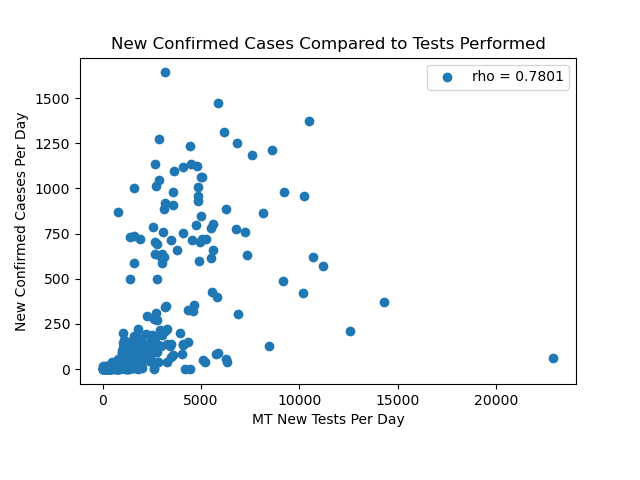 New Confirmed Cases Compared to Tests Performed
rho = 0.7801
New Confirmed Caeses Per Day
1500
1250
1000
750
500
250
0
0 5000 10000 15000 20000
MT New Tests Per Day